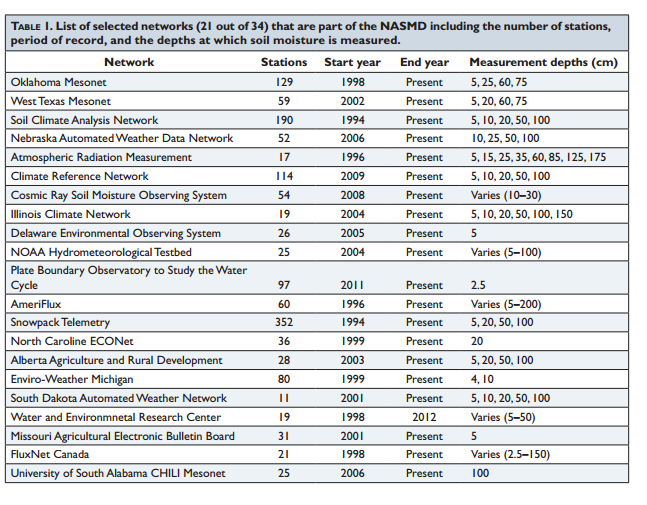 TABLE 1. List of selected networks (21 out of 34) that are part of the NASMD including the number of stations,
period of record, and the depths at which soil moisture is measured.
Network Stations Start year End year Measurement depths (cm)
Oklahoma Mesonet 129 1998 Present 5, 25, 60, 75
West Texas Mesonet 59 2002 Present 5, 20, 60, 75
Soil Climate Analysis Network 190 1994 Present 5, 10, 20, 50, 100
Nebraska Automated Weather Data Network 52 2006 Present 10, 25, 50, 100
Atmospheric Radiation Measurement 17 1996 Present 5, 15, 25, 35, 60, 85, 125, 175
Climate Reference Network 114 2009 Present 5, 10, 20, 50, 100
Cosmic Ray Soil Moisture Observing System 54 2008 Present Varies (10–30)
Illinois Climate Network 19 2004 Present 5, 10, 20, 50, 100, 150
Delaware Environmental Observing System 26 2005 Present 5
NOAA Hydrometeorological Testbed 25 2004 Present Varies (5–100)
Plate Boundary Observatory to Study the Water
Cycle 97 2011 Present 2.5
AmeriFlux 60 1996 Present Varies (5–200)
Snowpack Telemetry 352 1994 Present 5, 20, 50, 100
North Caroline ECONet 36 1999 Present 20
Alberta Agriculture and Rural Development 28 2003 Present 5, 20, 50, 100
Enviro-Weather Michigan 80 1999 Present 4, 10
South Dakota Automated Weather Network 11 2001 Present 5, 10, 20, 50, 100
Water and Environmnetal Research Center 19 1998 2012 Varies (5–50)
Missouri Agricultural Electronic Bulletin Board 31 2001 Present 5
FluxNet Canada 21 1998 Present Varies (2.5–150)
University of South Alabama CHILI Mesonet 25 2006 Present 100